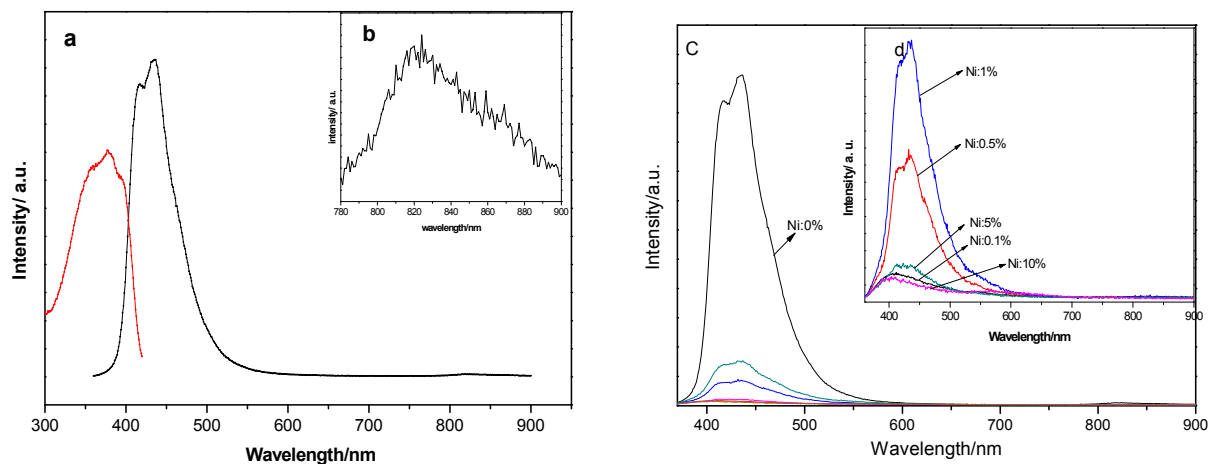 a
Intensity/ a.u.
300 400 500 600 700 800 900
Wavelength/nm
b
intensity/ a.u.
780 800 820 840 860 880 900
wavelength/nm
C
Intensity/a.u.
Ni:0%
400 500 600 700 800 900
Wavelength/nm
d
Intensity/ a. u.
Ni:1%
Ni:0.5%
Ni:5%
Ni:0.1%
Ni:10%
400 500 600 700 800 900
Wavelength/nm